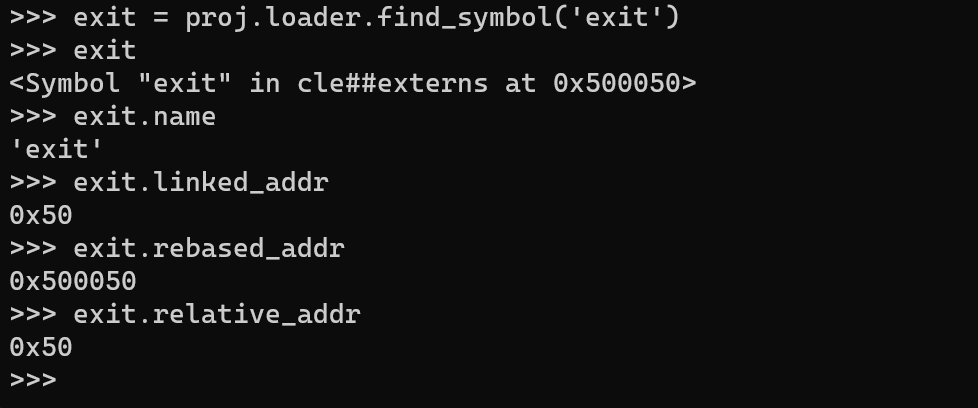 >>> exit = proj.loader.find_symbol('exit')
>>> exit
<Symbol "exit" in cle##externs at 0x500050>
>>> exit.name
'exit'
>>> exit.linked_addr
0x50
>>> exit.rebased_addr
0x500050
>>> exit.relative_addr
0x50
>>>